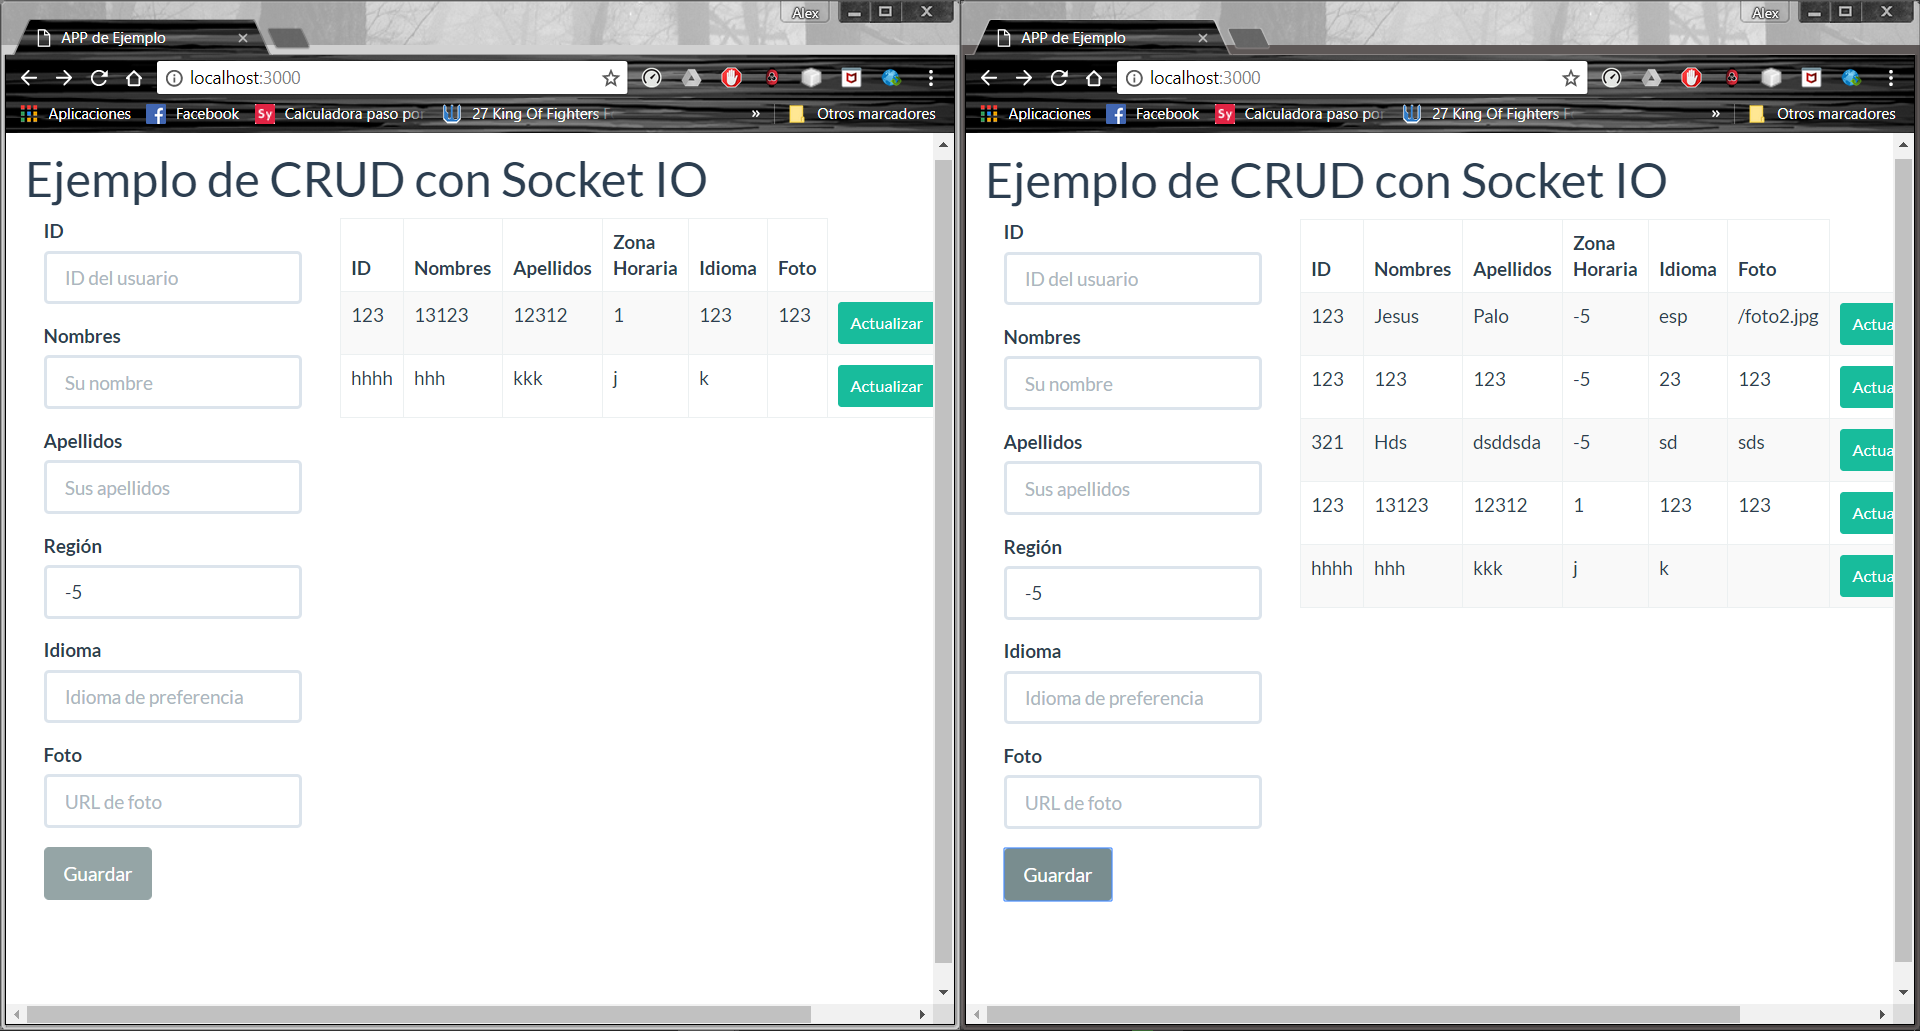 Alex
APP de Ejemplo
localhost:3000
Aplicaciones Facebook Sy Calculadora paso po 27 King Of Fighters » Otros marcadores
Ejemplo de CRUD con Socket IO
ID
ID del usuario
Nombres
Su nombre
Apellidos
Sus apellidos
Región
-5
Idioma
Idioma de preferencia
Foto
URL de foto
Guardar
ID Nombres Apellidos Zona Horaria Idioma Foto
123 13123 12312 1 123 123 Actualizar
hhhh hhh kkk j k Actualizar
Alex
APP de Ejemplo
localhost:3000
Aplicaciones Facebook Sy Calculadora paso po 27 King Of Fighters » Otros marcadores
Ejemplo de CRUD con Socket IO
ID
ID del usuario
Nombres
Su nombre
Apellidos
Sus apellidos
Región
-5
Idioma
Idioma de preferencia
Foto
URL de foto
Guardar
ID Nombres Apellidos Zona Horaria Idioma Foto
123 Jesus Palo -5 esp /foto2.jpg Actua
123 123 123 -5 23 123 Actua
321 Hds dsddsda -5 sd sds Actua
123 13123 12312 1 123 123 Actua
hhhh hhh kkk j k Actua